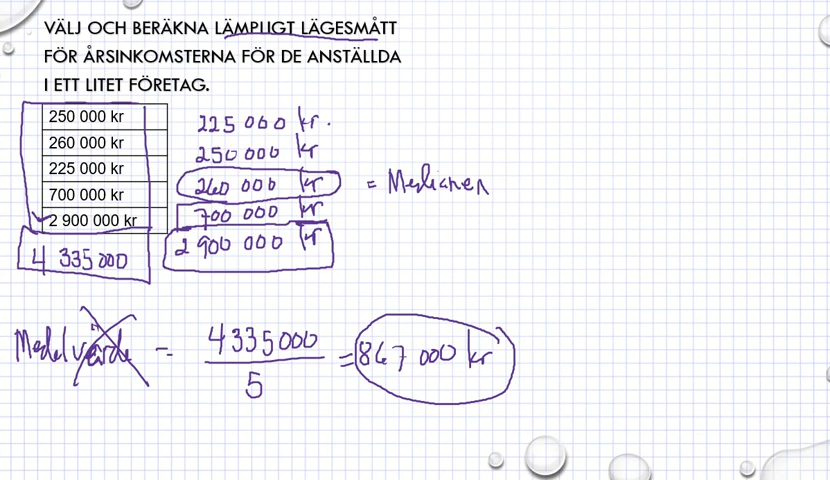 VÄLJ OCH BERÄKNA LÄMPLIGT LÄGESMÅTT
FÖR ÅRSINKOMSTERNA FÖR DE ANSTÄLLDA
I ETT LITET FÖRETAG.
250 000 kr
260 000 kr
225 000 kr
700 000 kr
2 900 000 kr
4 335 000
225 000 kr.
250 000 kr
260 000 kr = Medianen
700 000 kr
2 900 000 kr
Medelvärde = 4335000 / 5 = 867 000 kr